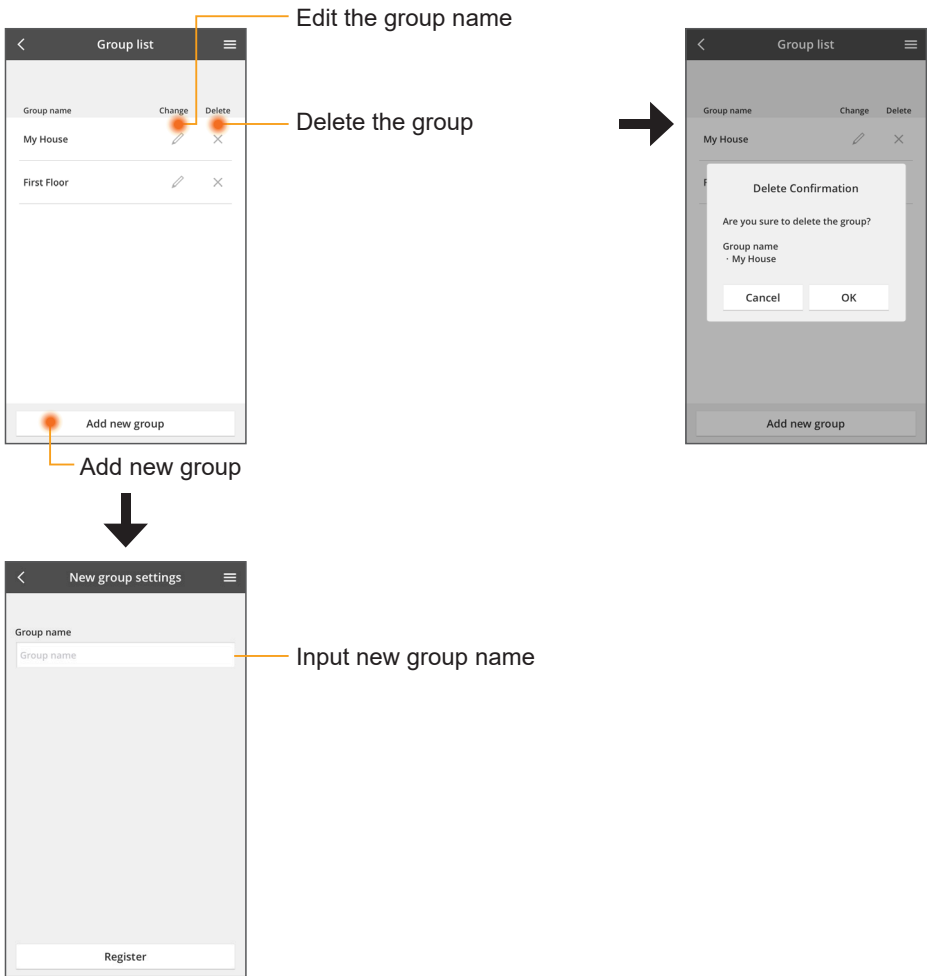 Edit the group name
Group list
Group name Change Delete
Delete the group
My House
First Floor
Add new group
Add new group
Group list
Group name Change Delete
My House
F
Delete Confirmation
Are you sure to delete the group?
Group name
· My House
Cancel OK
Add new group
New group settings
Group name
Group name
Input new group name
Register